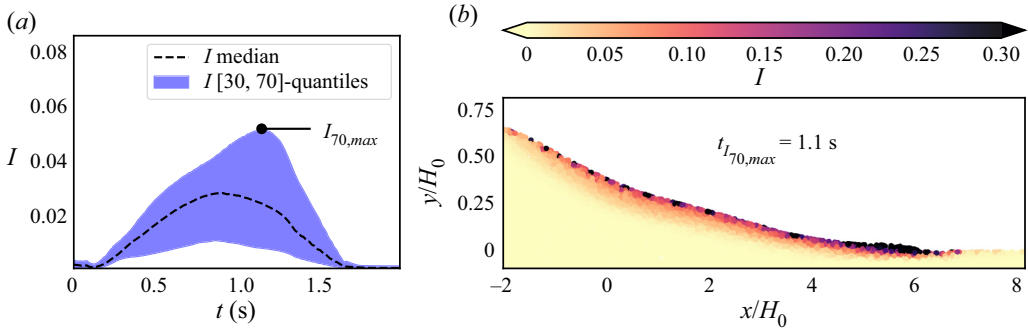 (a)
0.08
0.06
0.04
0.02
I
I median
I [30, 70]-quantiles
I70,max
0 0.5 1.0 1.5
t (s)
(b)
0 0.05 0.10 0.15 0.20 0.25 0.30
I
0.75
0.50
0.25
0
y/H0
tI70,max = 1.1 s
–2 0 2 4 6 8
x/H0